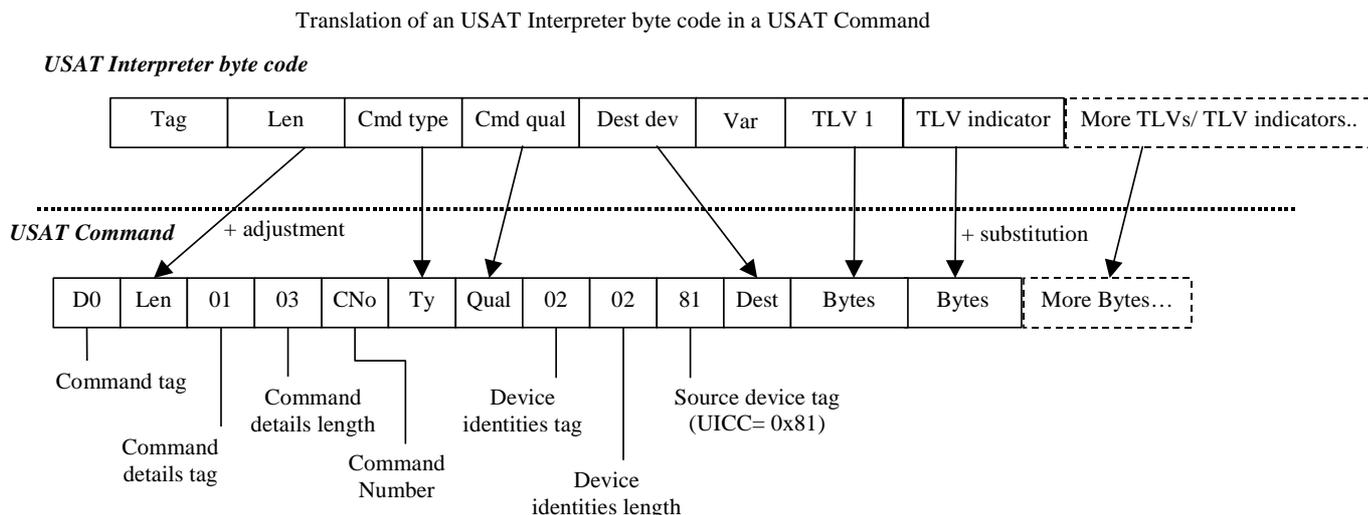 Translation of an USAT Interpreter byte code in a USAT Command
USAT Interpreter byte code
Tag Len Cmd type Cmd qual Dest dev Var TLV 1 TLV indicator More TLVs/ TLV indicators..
USAT Command + adjustment + substitution
D0 Len 01 03 CNo Ty Qual 02 02 81 Dest Bytes Bytes More Bytes…
Command tag
Command
details length
Device
identities tag
Source device tag
(UICC= 0x81)
Command
details tag
Command
Number
Device
identities length